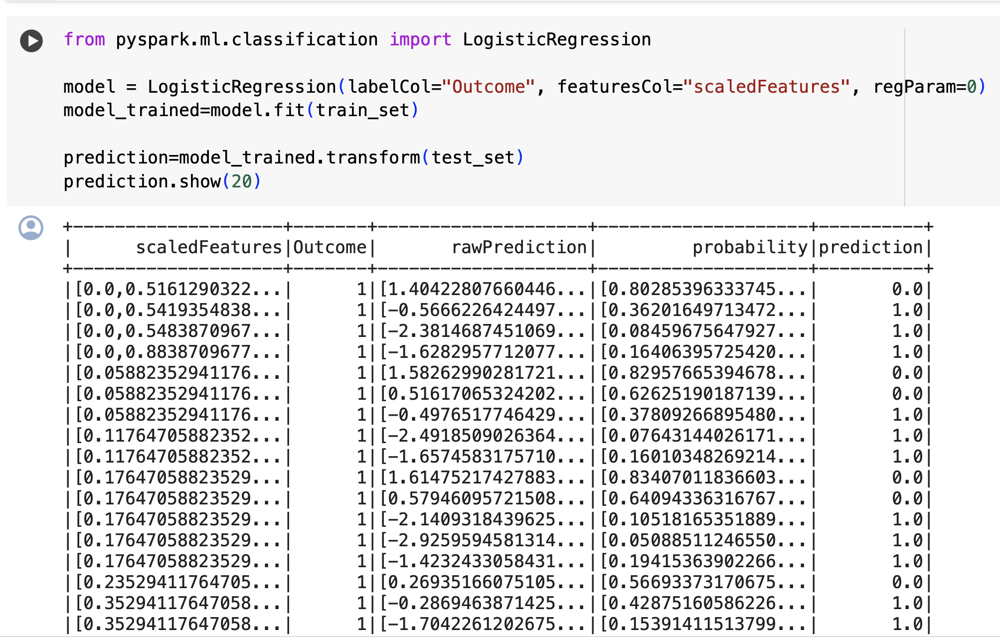 from pyspark.ml.classification import LogisticRegression
model = LogisticRegression(labelCol="Outcome", featuresCol="scaledFeatures", regParam=0)
model_trained=model.fit(train_set)
prediction=model_trained.transform(test_set)
prediction.show(20)
+--------------------+-------+--------------------+--------------------+----------+
|      scaledFeatures|Outcome|       rawPrediction|         probability|prediction|
+--------------------+-------+--------------------+--------------------+----------+
|[0.0,0.5161290322...|      1|[1.40422807660446...|[0.80285396333745...|       0.0|
|[0.0,0.5419354838...|      1|[-0.5666226424497...|[0.36201649713472...|       1.0|
|[0.0,0.5483870967...|      1|[-2.3814687451069...|[0.08459675647927...|       1.0|
|[0.0,0.8838709677...|      1|[-1.6282957712077...|[0.16406395725420...|       1.0|
|[0.05882352941176...|      1|[1.58262990281721...|[0.82957665394678...|       0.0|
|[0.05882352941176...|      1|[0.51617065324202...|[0.62625190187139...|       0.0|
|[0.05882352941176...|      1|[-0.4976517746429...|[0.37809266895480...|       1.0|
|[0.11764705882352...|      1|[-2.4918509026364...|[0.07643144026171...|       1.0|
|[0.11764705882352...|      1|[-1.6574583175710...|[0.16010348269214...|       1.0|
|[0.17647058823529...|      1|[1.61475217427883...|[0.83407011836603...|       0.0|
|[0.17647058823529...|      1|[0.57946095721508...|[0.64094336316767...|       0.0|
|[0.17647058823529...|      1|[-2.1409318439625...|[0.10518165351889...|       1.0|
|[0.17647058823529...|      1|[-2.9259594581314...|[0.05088511246550...|       1.0|
|[0.17647058823529...|      1|[-1.4232433058431...|[0.19415363902266...|       1.0|
|[0.23529411764705...|      1|[0.26935166075105...|[0.56693373170675...|       0.0|
|[0.35294117647058...|      1|[-0.2869463871425...|[0.42875160586226...|       1.0|
|[0.35294117647058...|      1|[-1.7042261202675...|[0.15391411513799...|       1.0|